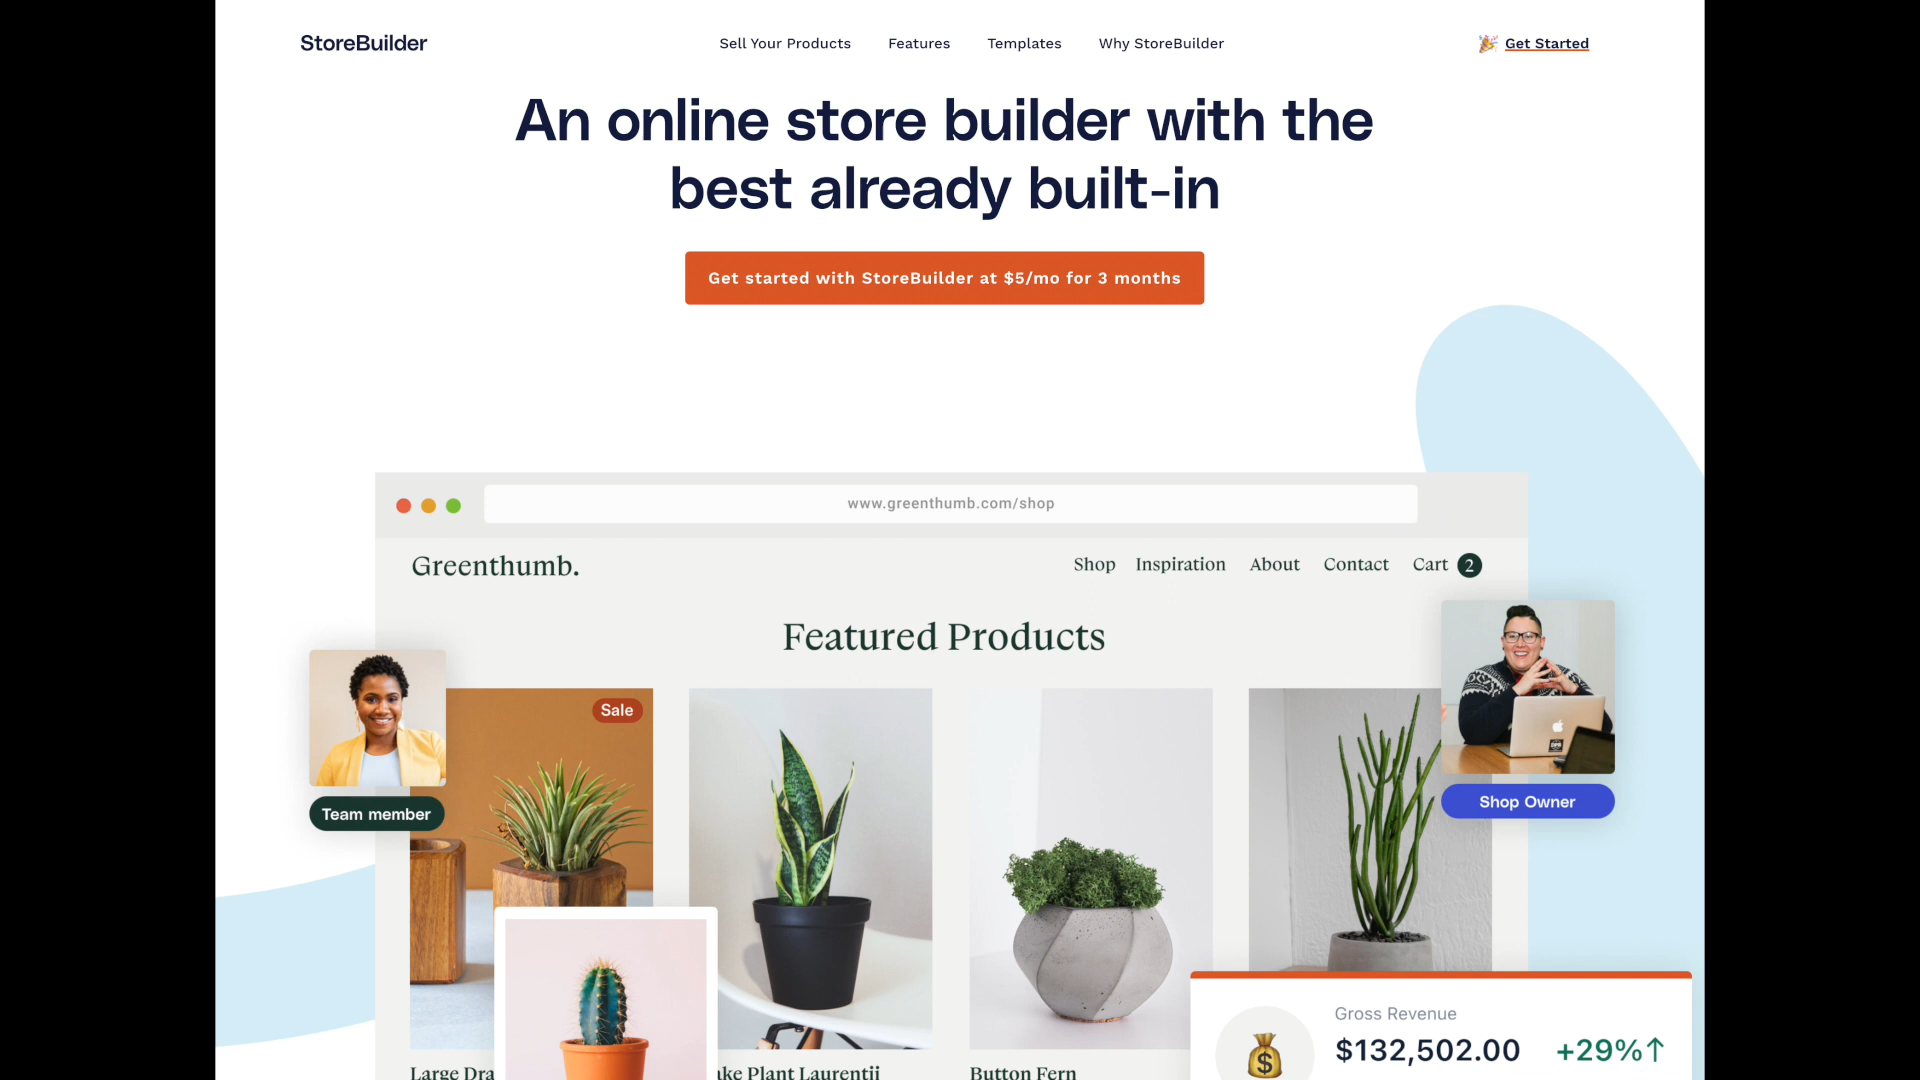 StoreBuilder
Sell Your Products
Features
Templates
Why StoreBuilder
Get Started
An online store builder with the
best already built-in
Get started with StoreBuilder at $5/mo for 3 months
www.greenthumb.com/shop
Greenthumb.
Shop
Inspiration
About
Contact
Cart
2
Featured Products
Sale
Team member
Shop Owner
Gross Revenue
$132,502.00
+29%↑
Large Dra
ke Plant Laurentii
Button Fern